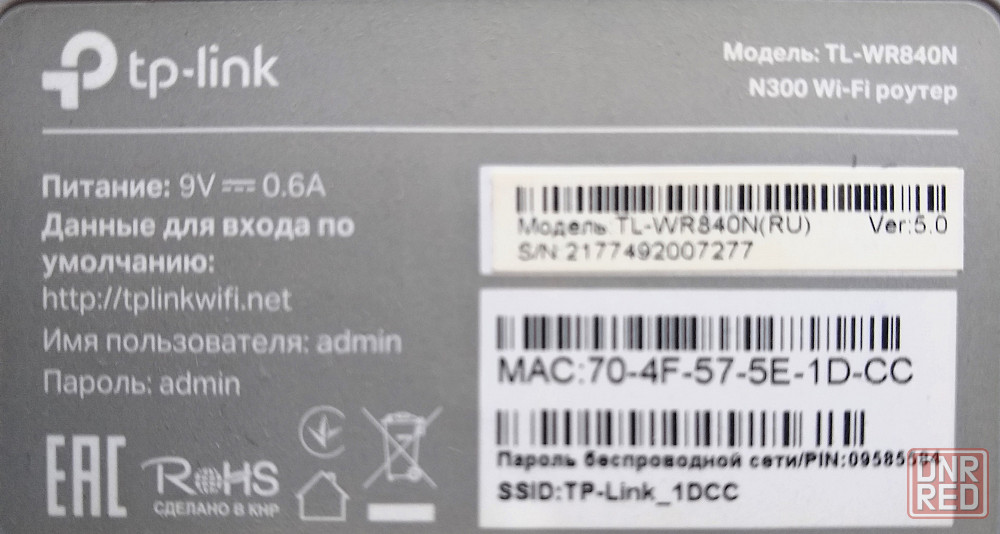 tp-link
Модель: TL-WR840N
N300 Wi-Fi роутер
Питание: 9V 0.6A
Данные для входа по
умолчанию:
http://tplinkwifi.net
Имя пользователя: admin
Пароль: admin
EAC
RoHS
СДЕЛАНО В КНР
Модель: TL-WR840N(RU) Ver:5.0
S/N 2177492007277
MAC:70-4F-57-5E-1D-CC
Пароль беспроводной сети/PIN:09585584
SSID:TP-Link_1DCC
DNR
RED